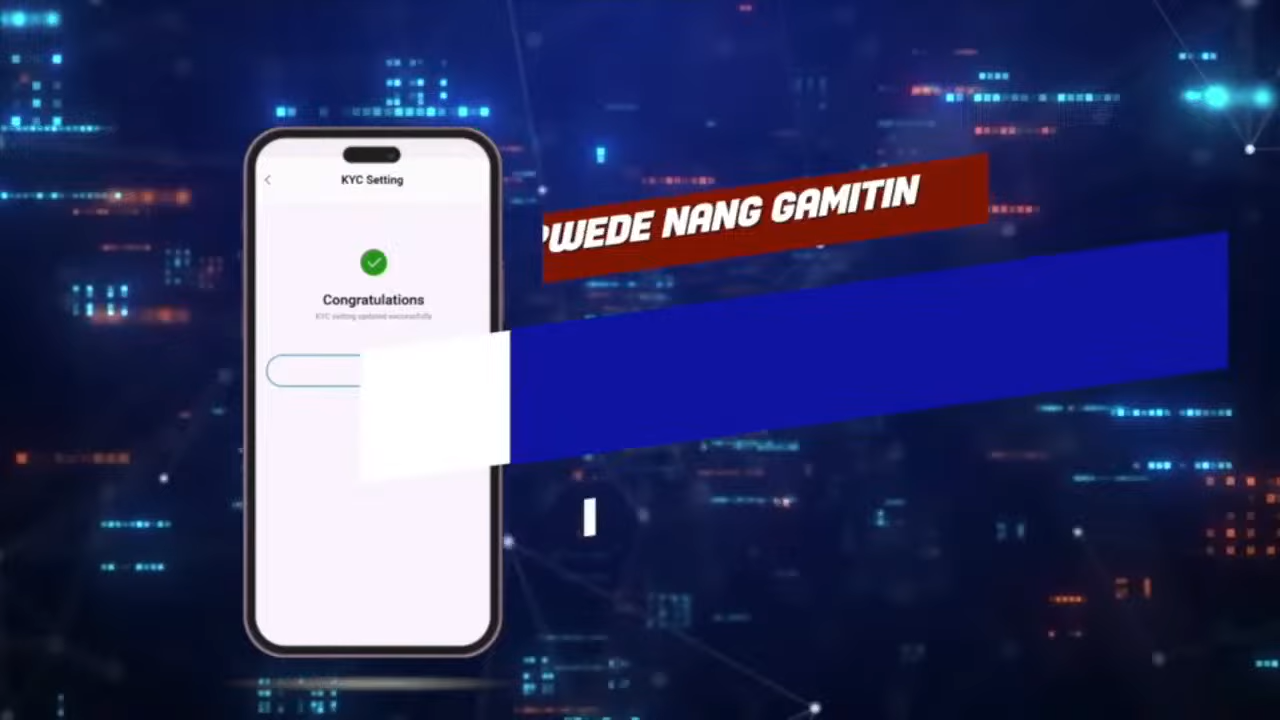 KYC Setting
PWEDE NANG GAMITIN
Congratulations
KYC setting updated successfully